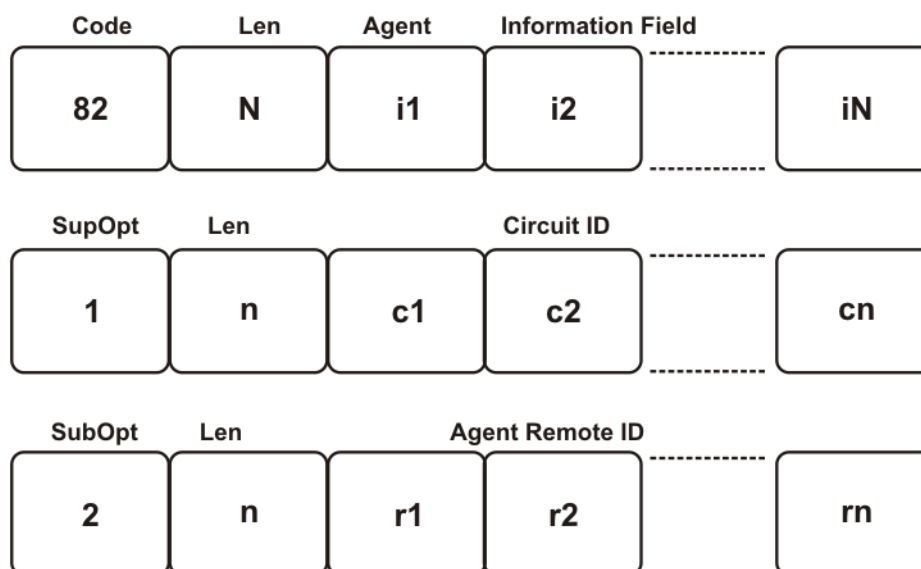 Code Len Agent Information Field
82 N i1 i2 iN
SupOpt Len Circuit ID
1 n c1 c2 cn
SubOpt Len Agent Remote ID
2 n r1 r2 rn